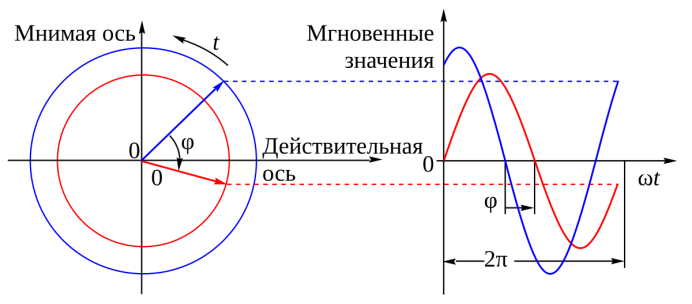 Мнимая ось
t
Мгновенные
значения
φ
0
Действительная
0
ось
0
ωt
φ
2π